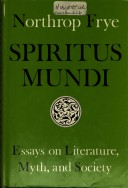 Northrop Frye
SPIRITUS
MUNDI
Essays on Literature,
Myth, and Society